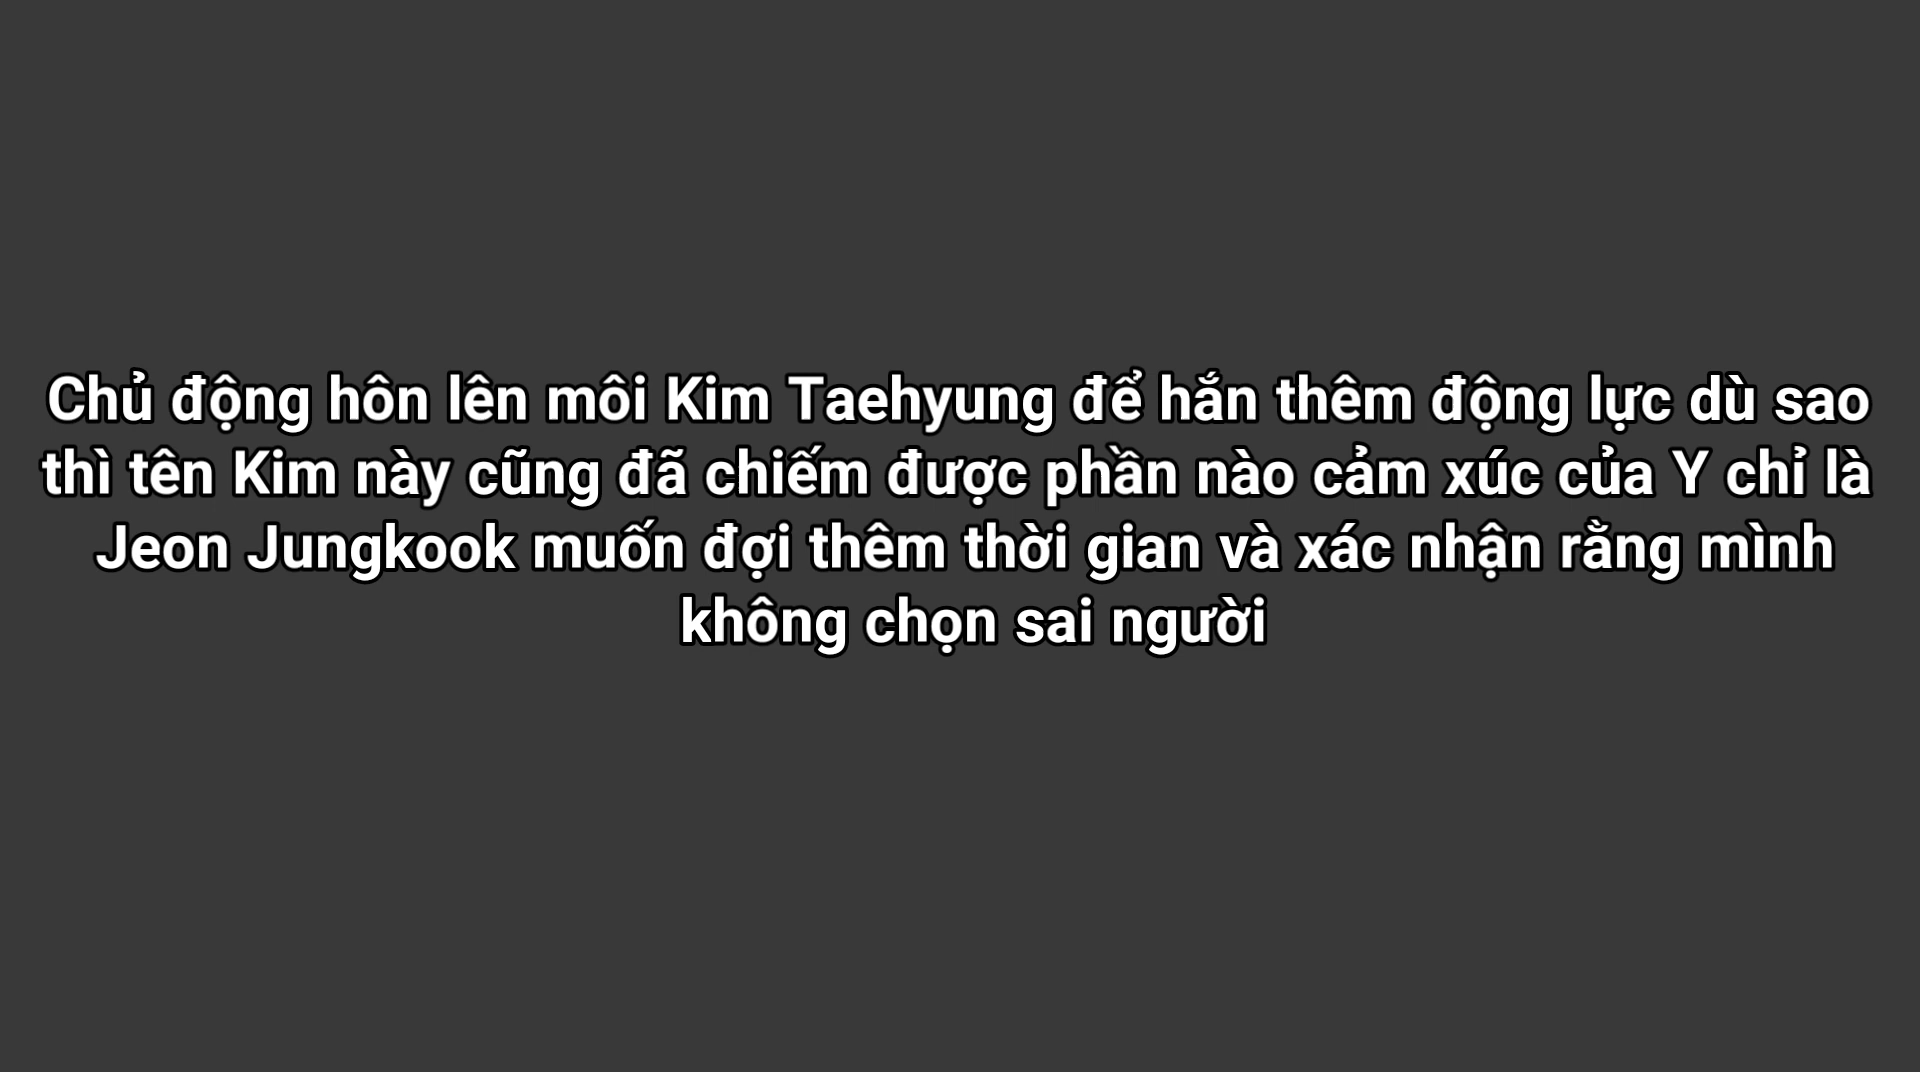 Chủ động hôn lên môi Kim Taehyung để hắn thêm động lực dù sao
thì tên Kim này cũng đã chiếm được phần nào cảm xúc của Y chỉ là
Jeon Jungkook muốn đợi thêm thời gian và xác nhận rằng mình
không chọn sai người